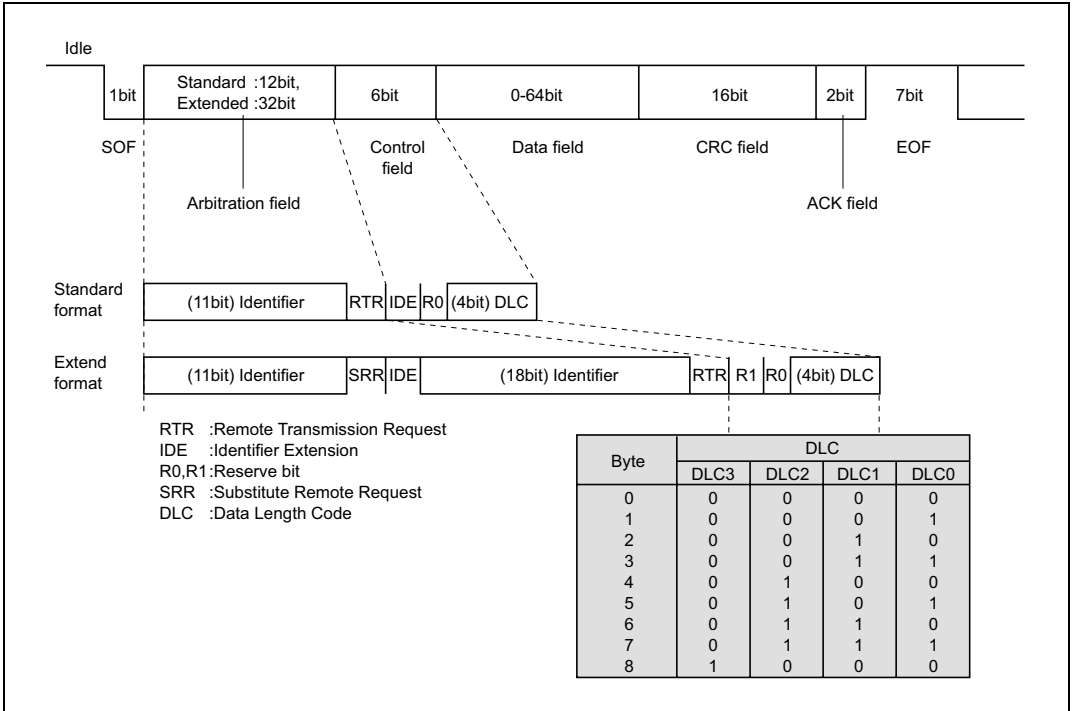 Idle
1bit
Standard :12bit,
Extended :32bit
6bit
0-64bit
16bit
2bit
7bit
SOF
Control
field
Data field
CRC field
EOF
Arbitration field
ACK field
Standard
format
(11bit) Identifier
RTR
IDE
R0
(4bit) DLC
Extend
format
(11bit) Identifier
SRR
IDE
(18bit) Identifier
RTR
R1
R0
(4bit) DLC
RTR :Remote Transmission Request
IDE :Identifier Extension
R0,R1:Reserve bit
SRR :Substitute Remote Request
DLC :Data Length Code
Byte DLC
DLC3 DLC2 DLC1 DLC0
0 0 0 0 0
1 0 0 0 1
2 0 0 1 0
3 0 0 1 1
4 0 1 0 0
5 0 1 0 1
6 0 1 1 0
7 0 1 1 1
8 1 0 0 0